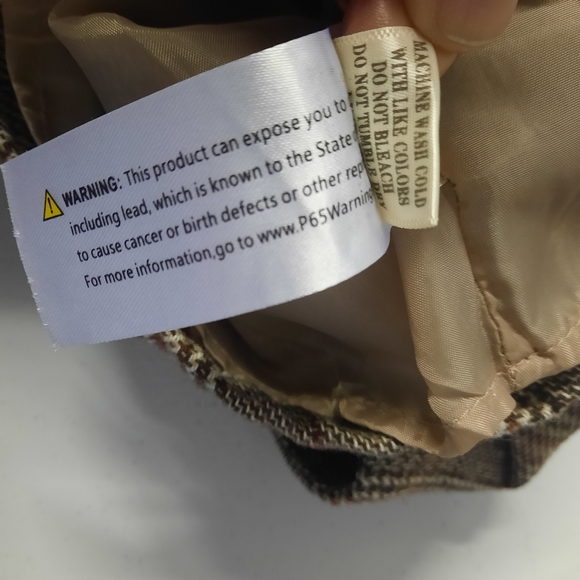 WARNING: This product can expose you to
including lead, which is known to the State
to cause cancer or birth defects or other rep
For more information,go to www.P65Warning
MACHINE WASH COLD
WITH LIKE COLORS
DO NOT BLEACH
DO NOT TUMBLE